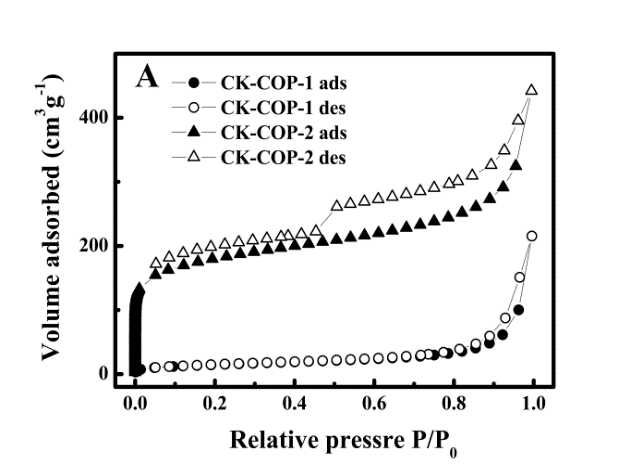 A
CK-COP-1 ads
CK-COP-1 des
CK-COP-2 ads
CK-COP-2 des
Volume adsorbed (cm³g⁻¹)
400
200
0
0.0 0.2 0.4 0.6 0.8 1.0
Relative pressre P/P₀